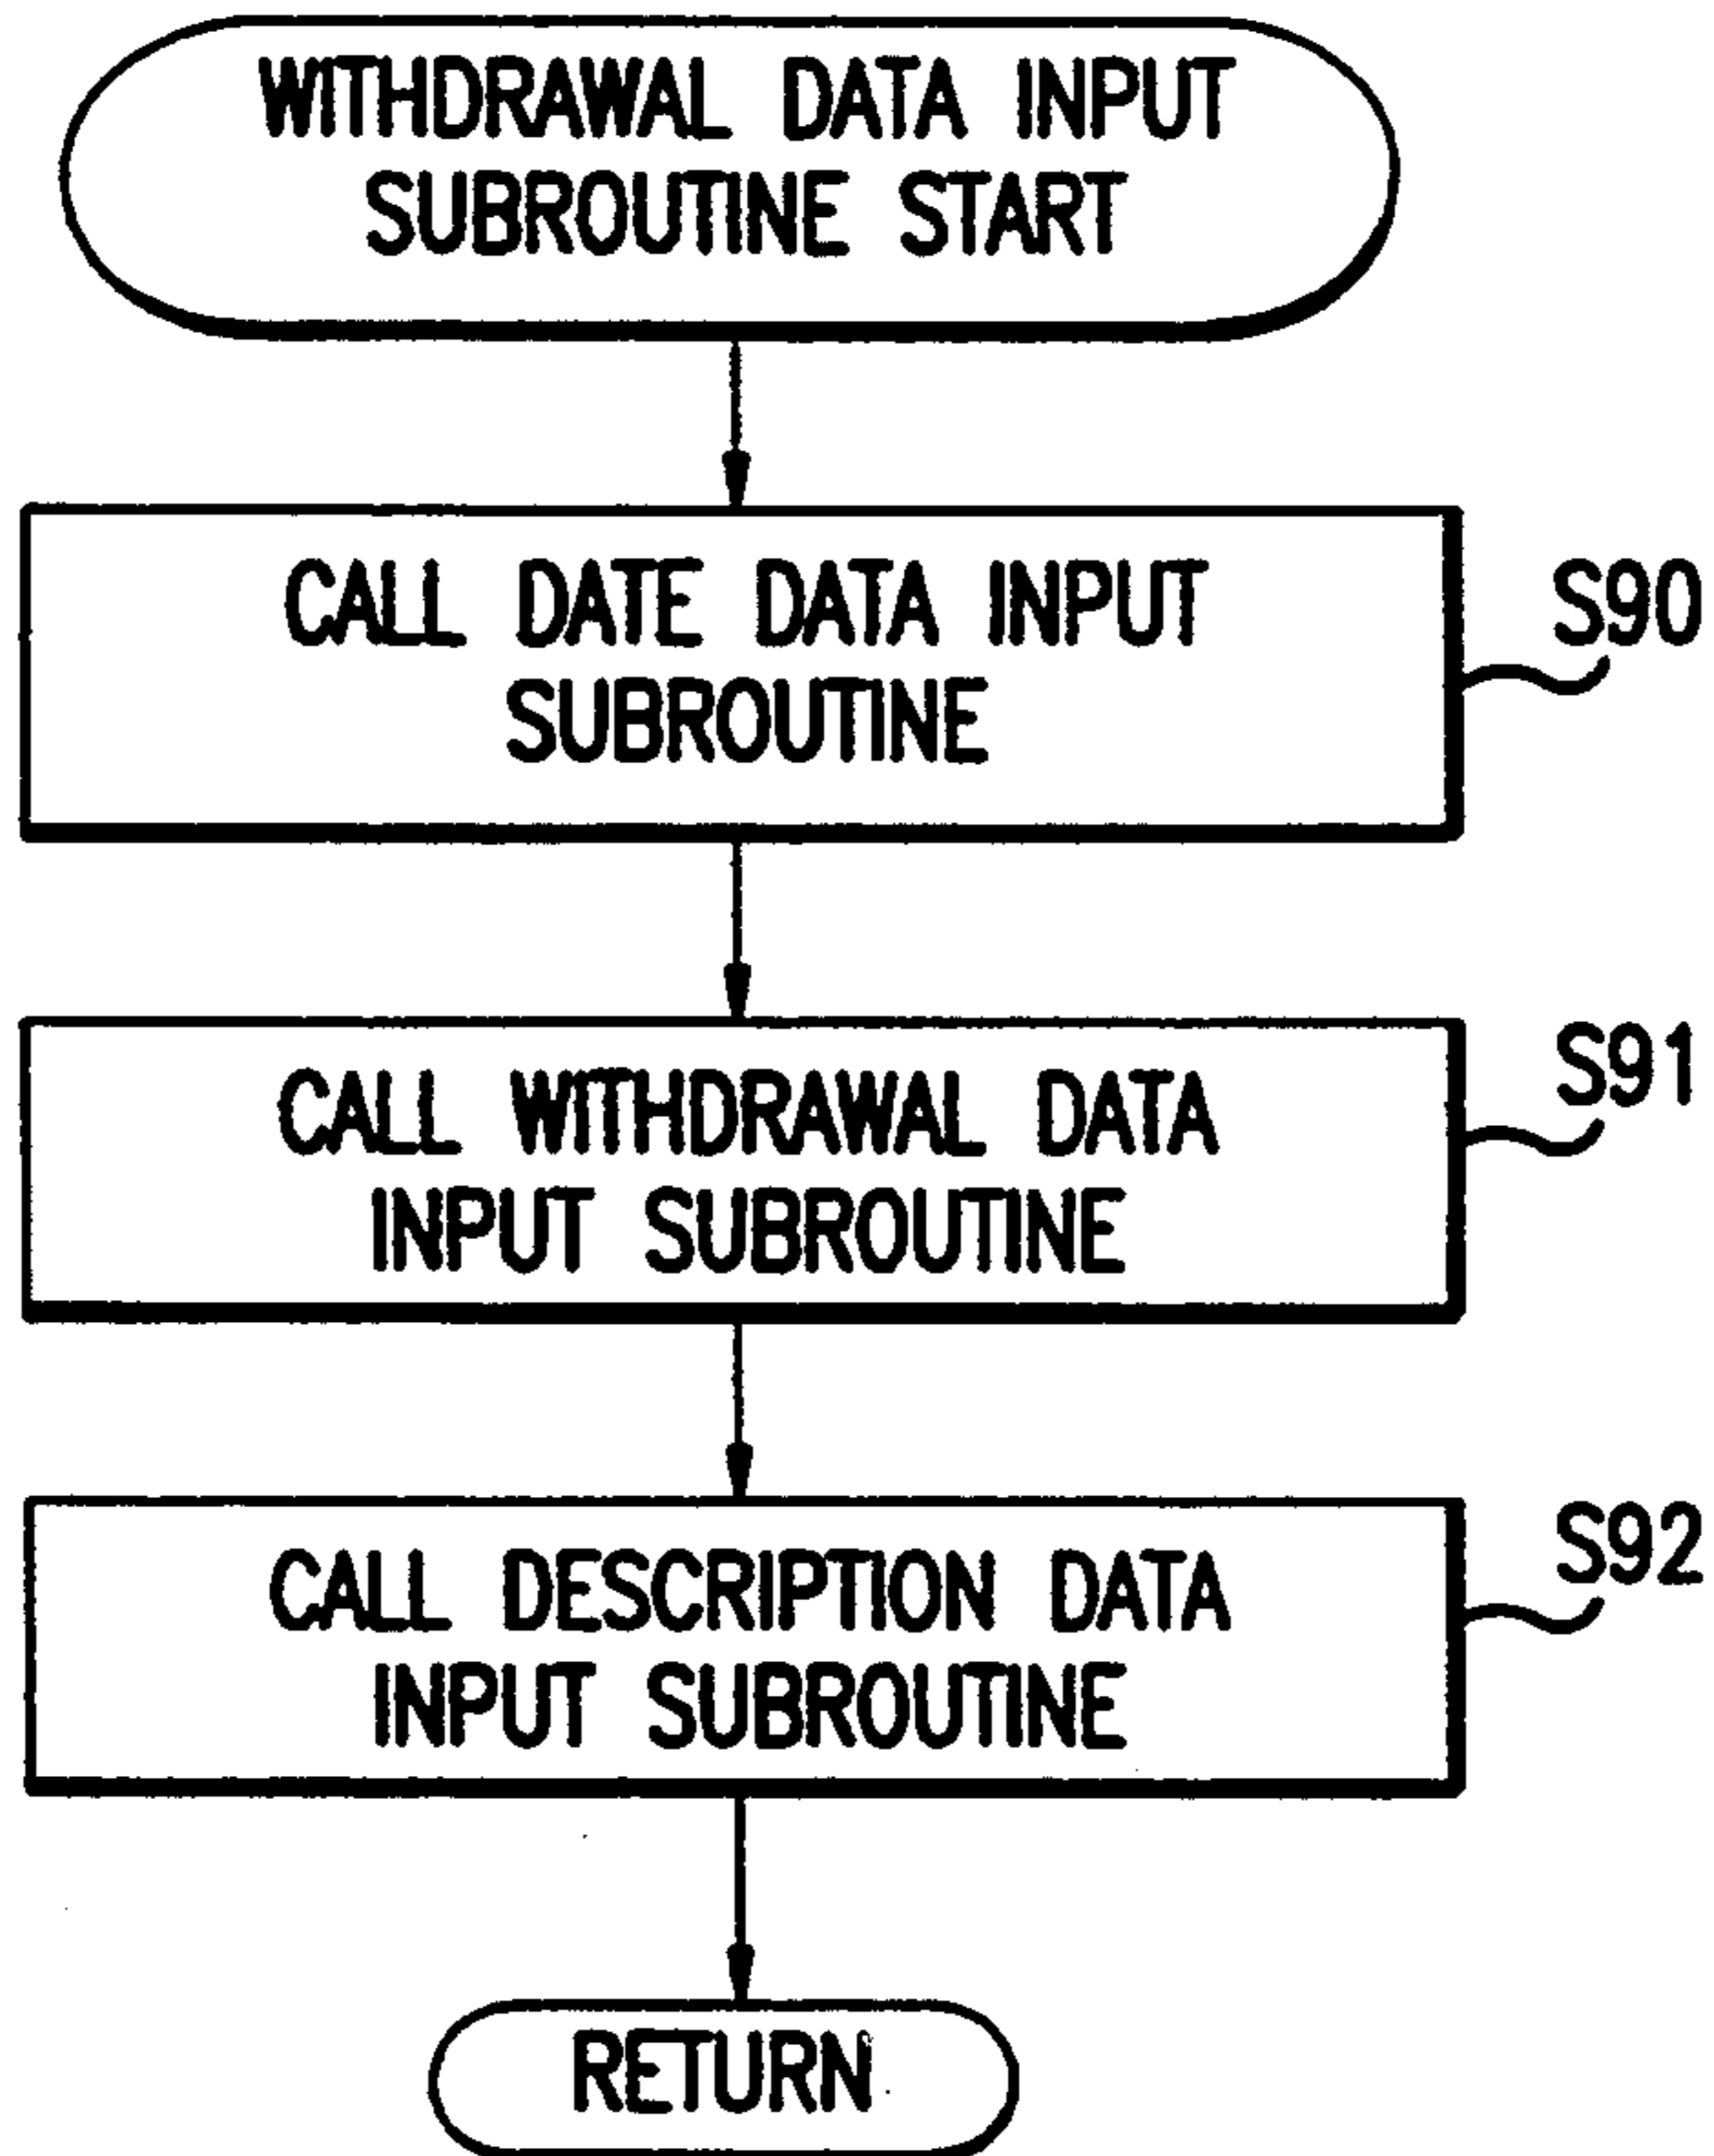 WITHDRAWAL DATA INPUT
SUBROUTINE START
CALL DATE DATA INPUT
SUBROUTINE
S90
CALL WITHDRAWAL DATA
INPUT SUBROUTINE
S91
CALL DESCRIPTION DATA
INPUT SUBROUTINE
S92
RETURN